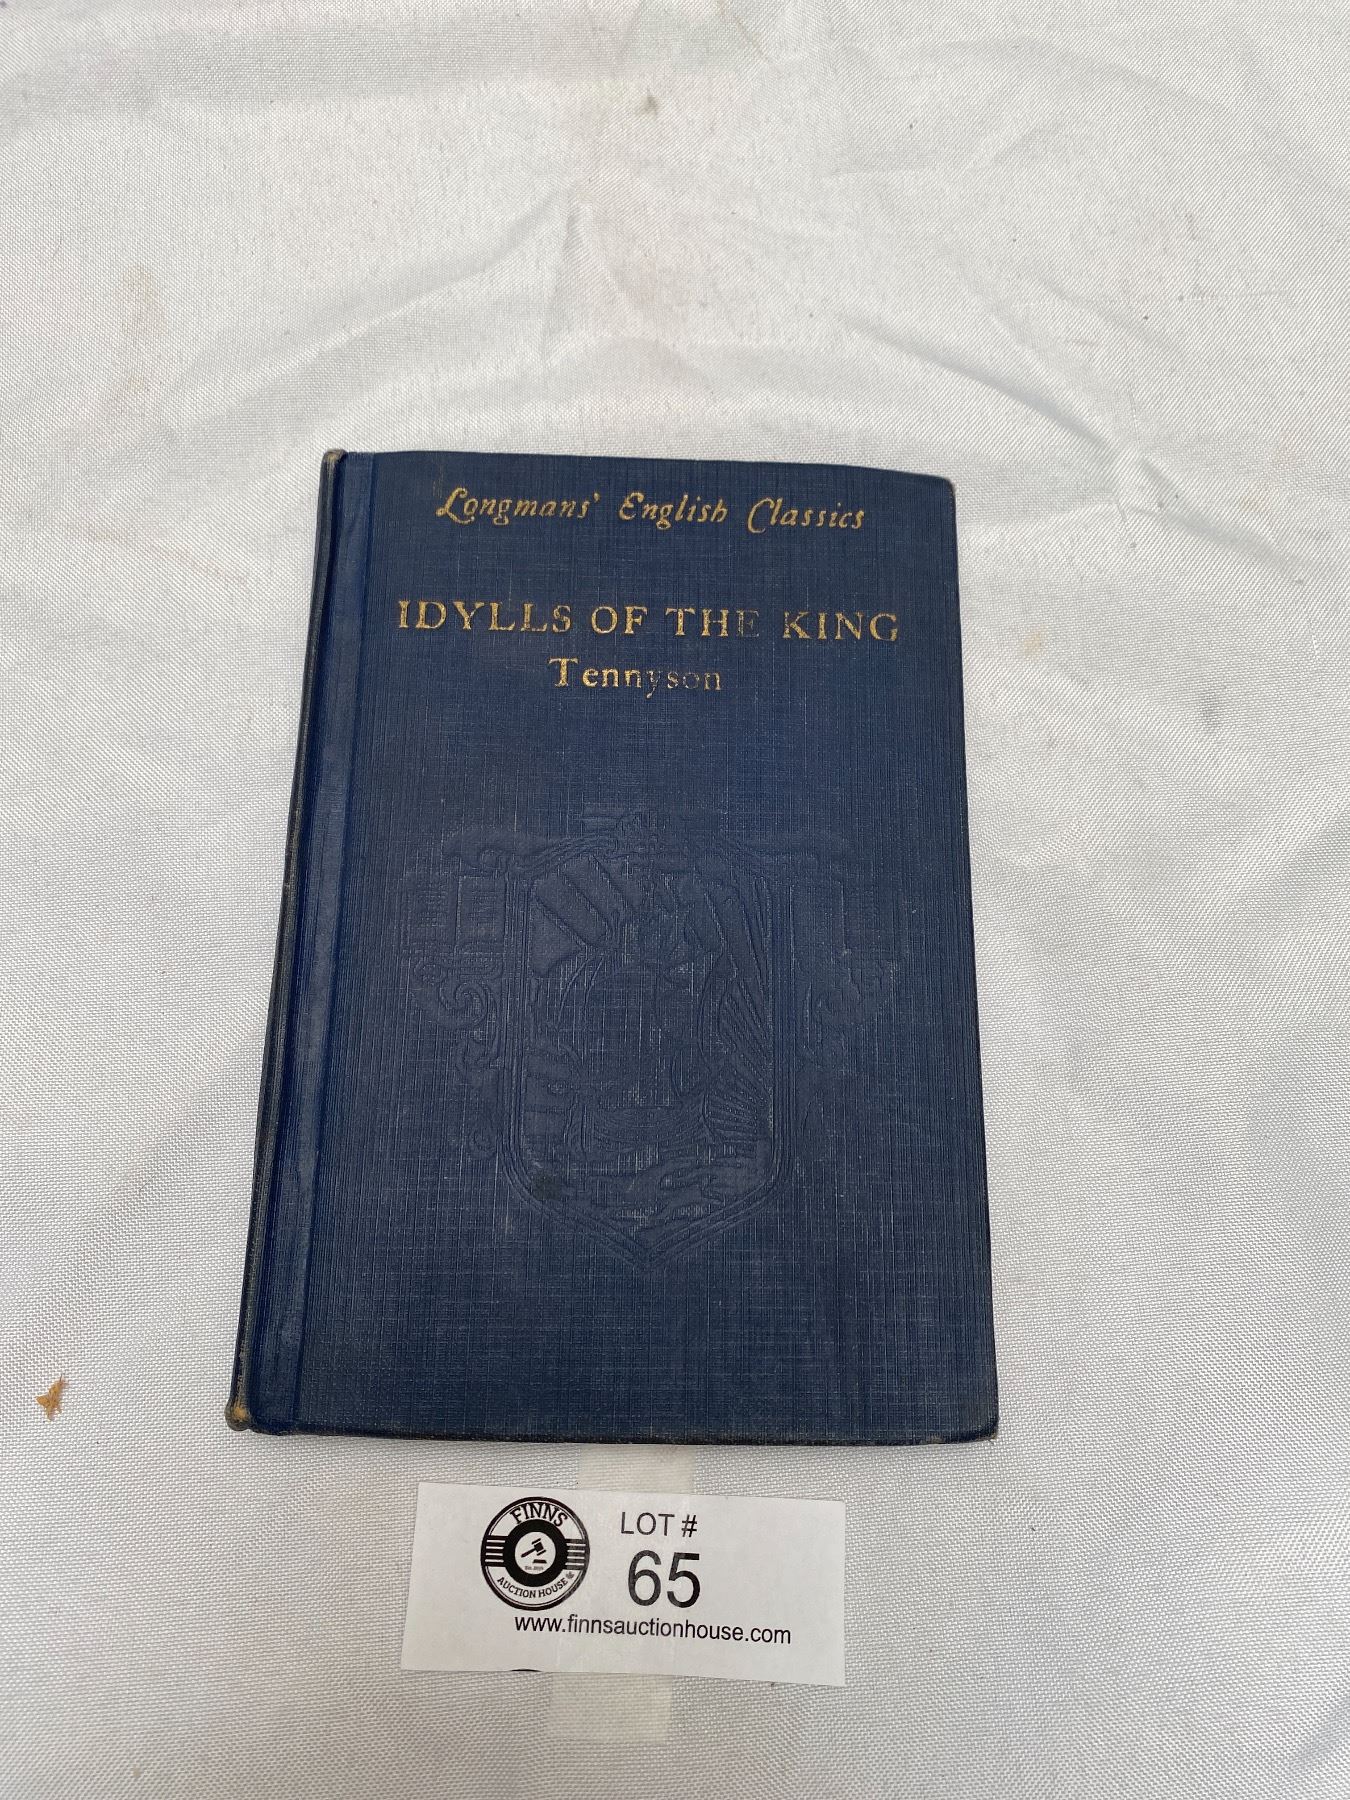 Longmans' English Classics
IDYLLS OF THE KING
Tennyson
FINNS
AUCTION HOUSE
LOT #
65
www.finnsauctionhouse.com